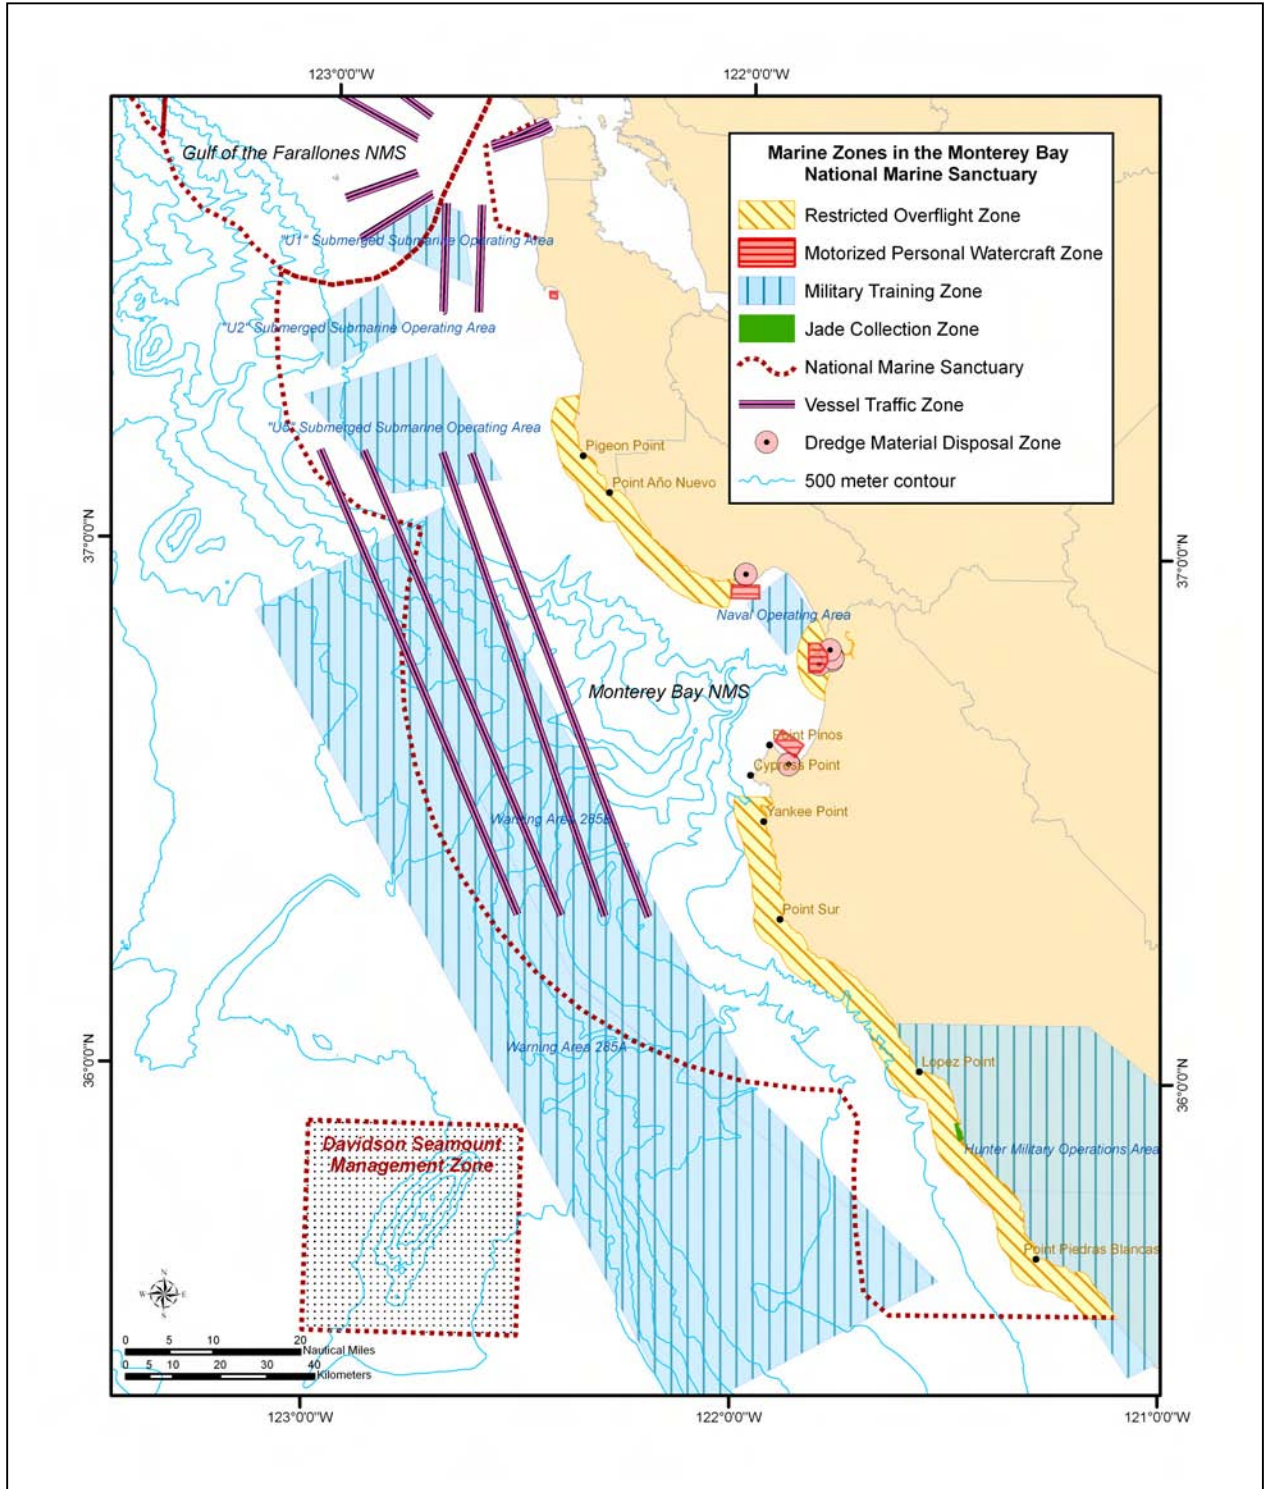 123°0'0"W
122°0'0"W
Gulf of the Farallones NMS
Marine Zones in the Monterey Bay
National Marine Sanctuary
Restricted Overflight Zone
Motorized Personal Watercraft Zone
Military Training Zone
Jade Collection Zone
National Marine Sanctuary
Vessel Traffic Zone
Dredge Material Disposal Zone
500 meter contour
"U1" Submerged Submarine Operating Area
"U2" Submerged Submarine Operating Area
Submerged Submarine Operating Area
Pigeon Point
Point Año Nuevo
37°0'0"N
37°0'0"N
Naval Operating Area
Monterey Bay NMS
Point Pinos
Cypress Point
Yankee Point
Warning Area 285B
Point Sur
36°0'0"N
36°0'0"N
Warning Area 285A
Lopez Point
Davidson Seamount
Management Zone
Hunter Military Operations Area
Point Piedras Blancas
N
W E
S
0 5 10 20
Nautical Miles
0 5 10 20 30 40
Kilometers
123°0'0"W
122°0'0"W
121°0'0"W